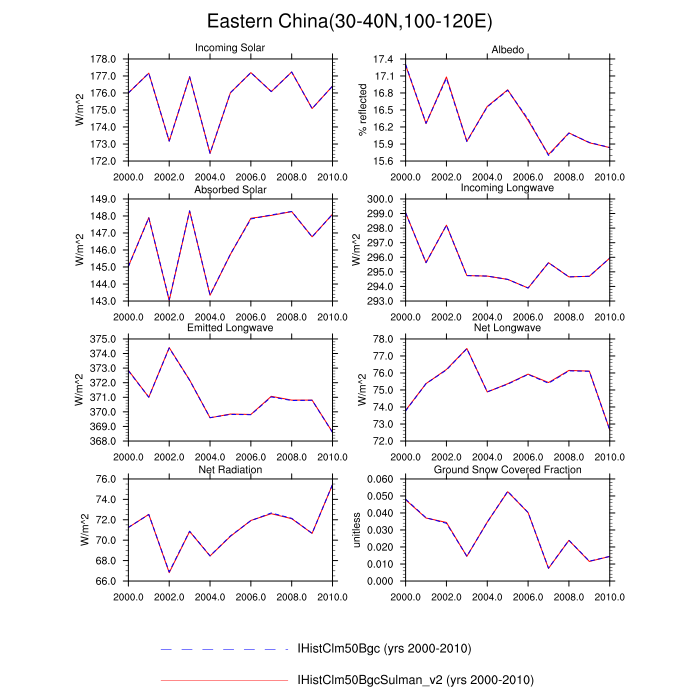 Eastern China(30-40N,100-120E)
Incoming Solar
Albedo
178.0
177.0
176.0
175.0
174.0
173.0
172.0
W/m^2
2000.0 2002.0 2004.0 2006.0 2008.0 2010.0
17.4
17.1
16.8
16.5
16.2
15.9
15.6
% reflected
2000.0 2002.0 2004.0 2006.0 2008.0 2010.0
Absorbed Solar
Incoming Longwave
149.0
148.0
147.0
146.0
145.0
144.0
143.0
W/m^2
2000.0 2002.0 2004.0 2006.0 2008.0 2010.0
300.0
299.0
298.0
297.0
296.0
295.0
294.0
293.0
W/m^2
2000.0 2002.0 2004.0 2006.0 2008.0 2010.0
Emitted Longwave
Net Longwave
375.0
374.0
373.0
372.0
371.0
370.0
369.0
368.0
W/m^2
2000.0 2002.0 2004.0 2006.0 2008.0 2010.0
78.0
77.0
76.0
75.0
74.0
73.0
72.0
W/m^2
2000.0 2002.0 2004.0 2006.0 2008.0 2010.0
Net Radiation
Ground Snow Covered Fraction
76.0
74.0
72.0
70.0
68.0
66.0
W/m^2
2000.0 2002.0 2004.0 2006.0 2008.0 2010.0
0.060
0.050
0.040
0.030
0.020
0.010
0.000
unitless
2000.0 2002.0 2004.0 2006.0 2008.0 2010.0
IHistClm50Bgc (yrs 2000-2010)
IHistClm50BgcSulman_v2 (yrs 2000-2010)